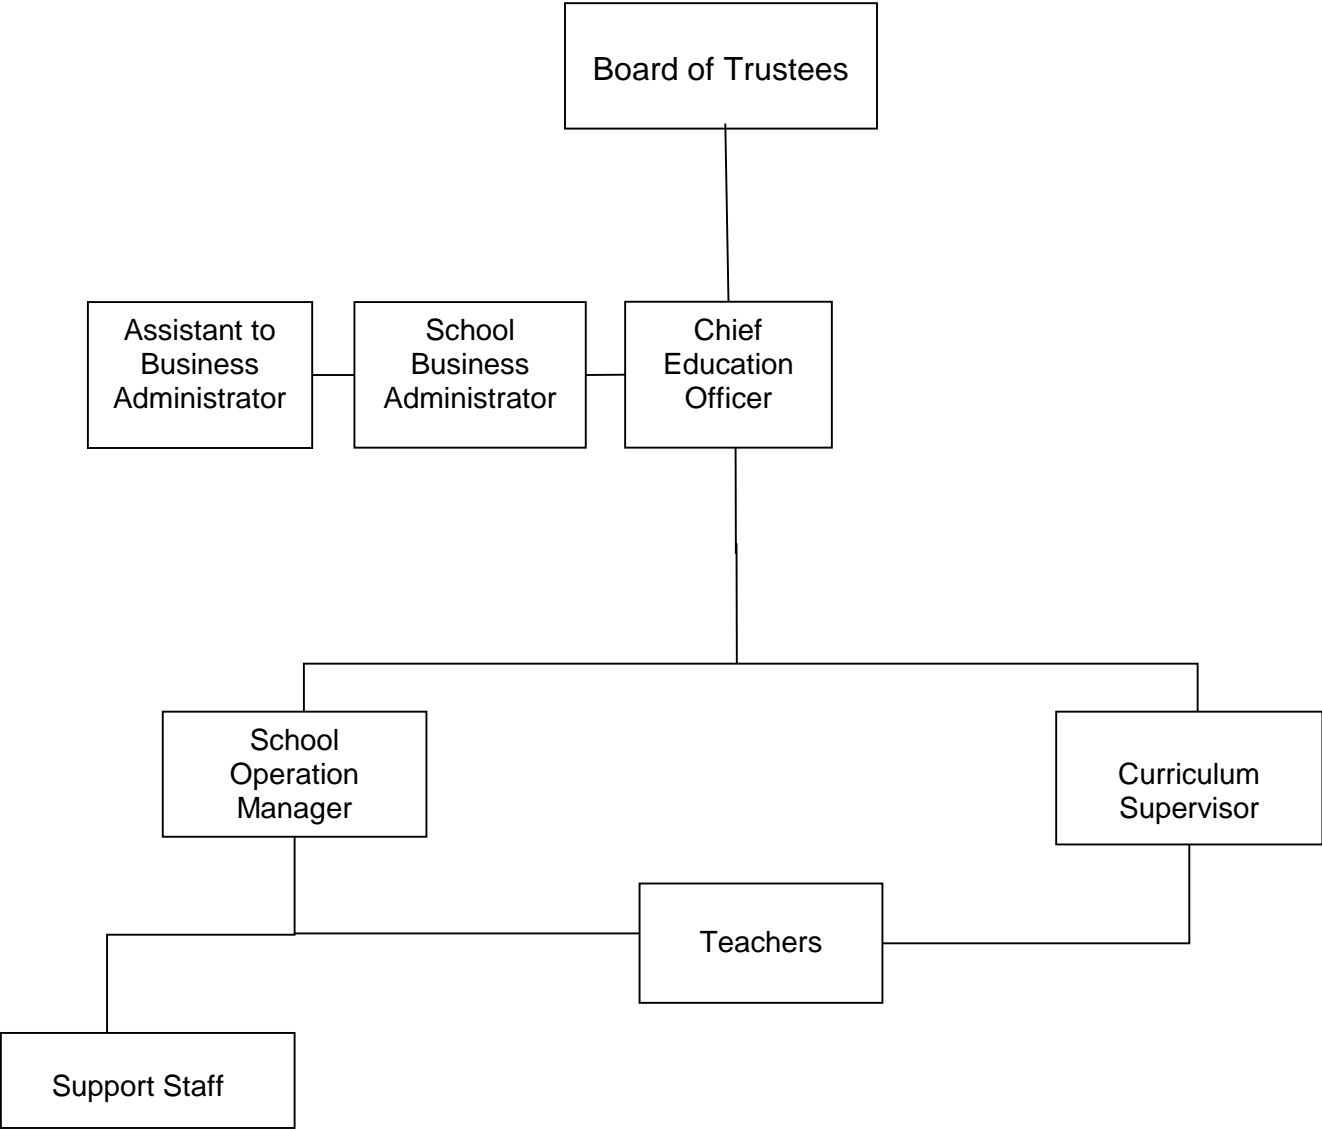 Board of Trustees
Assistant to
Business
Administrator
School
Business
Administrator
Chief
Education
Officer
School
Operation
Manager
Curriculum
Supervisor
Teachers
Support Staff